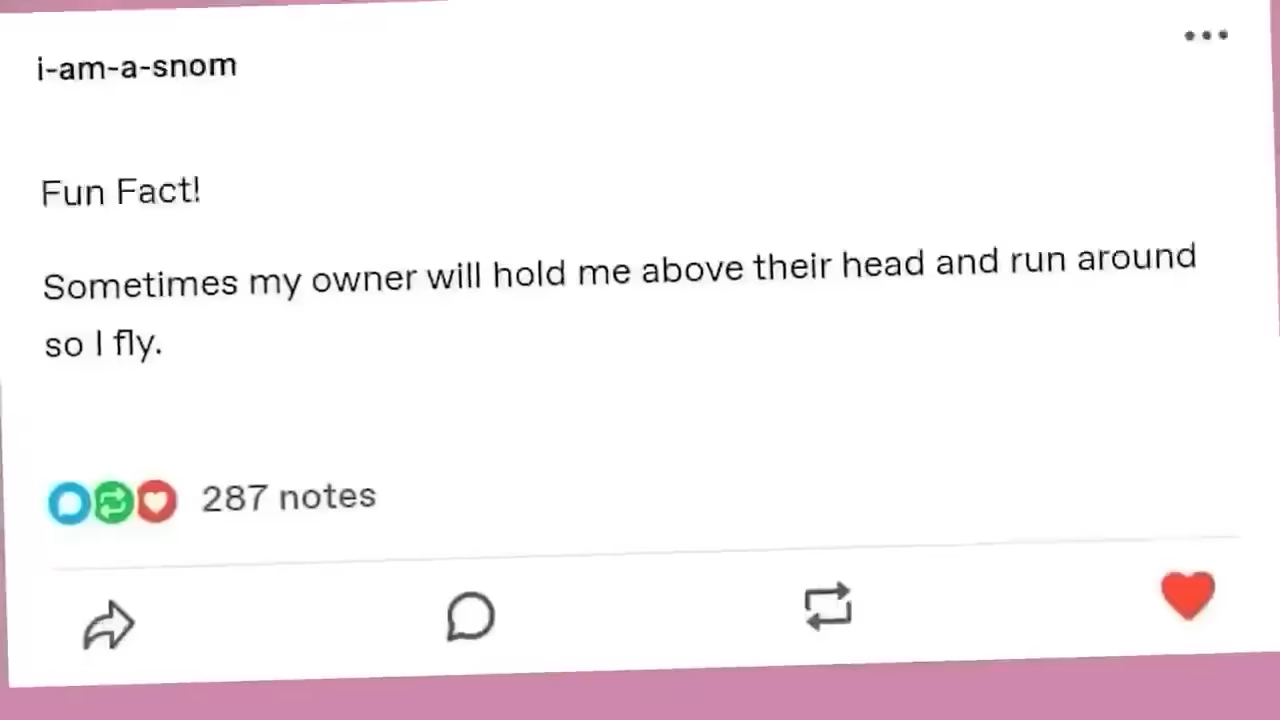 i-am-a-snom
Fun Fact!
Sometimes my owner will hold me above their head and run around
so I fly.
287 notes